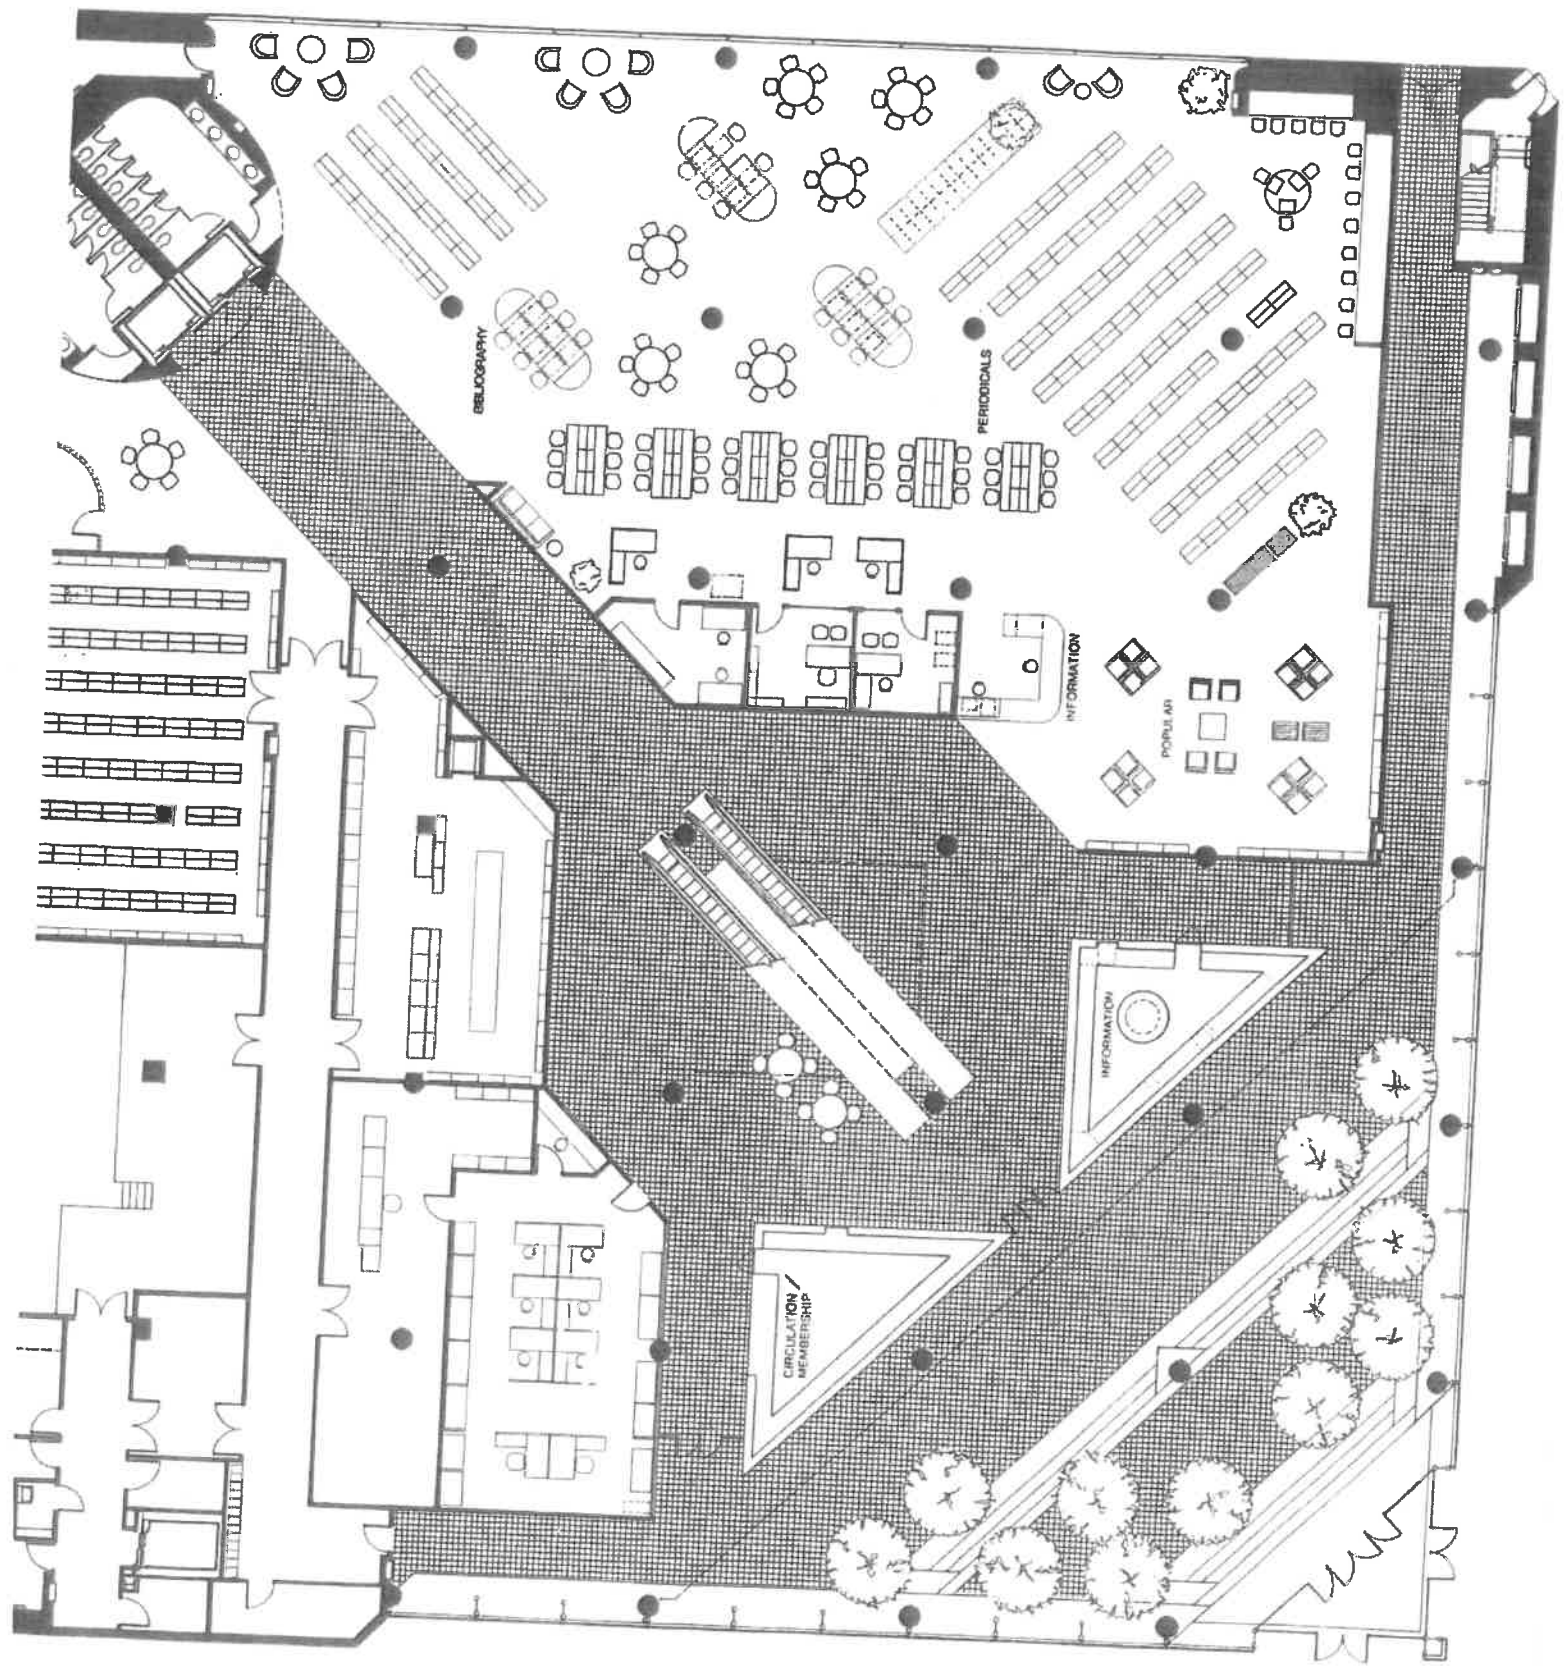 BIBLIOGRAPHY
PERIODICALS
INFORMATION
POPULAR
INFORMATION
CIRCULATION /
MEMBERSHIP